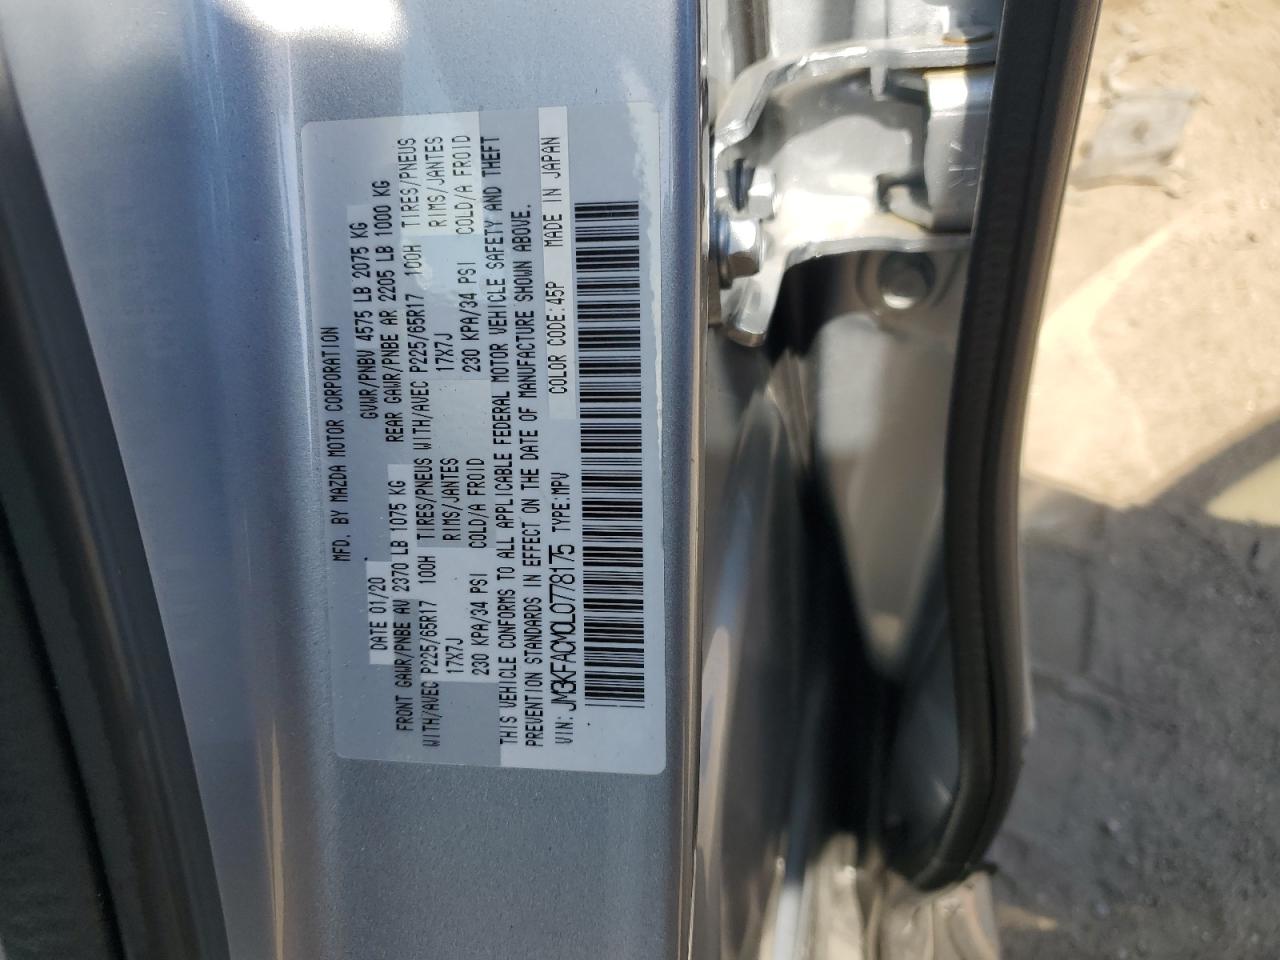 MFD. BY MAZDA MOTOR CORPORATION
DATE 01/20 GVWR/PNBV 4575 LB 2075 KG
FRONT GAWR/PNBE AV 2370 LB 1075 KG REAR GAWR/PNBE AR 2205 LB 1000 KG
WITH/AVEC P225/65R17 100H TIRES/PNEUS WITH/AVEC P225/65R17 100H TIRES/PNEUS
17X7J RIMS/JANTES 17X7J RIMS/JANTES
230 KPA/34 PSI COLD/A FROID 230 KPA/34 PSI COLD/A FROID
THIS VEHICLE CONFORMS TO ALL APPLICABLE FEDERAL MOTOR VEHICLE SAFETY AND THEFT
PREVENTION STANDARDS IN EFFECT ON THE DATE OF MANUFACTURE SHOWN ABOVE.
VIN: JM3KFACM0L0778175 TYPE:MPV COLOR CODE:45P MADE IN JAPAN